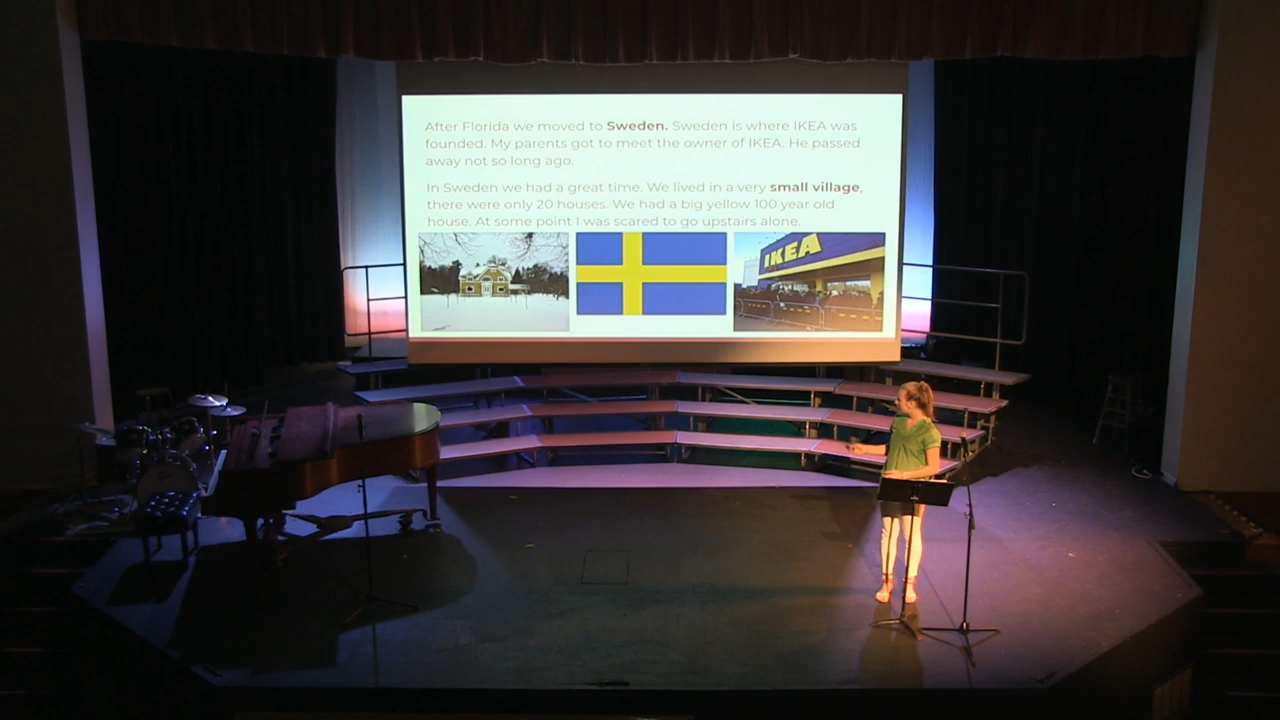 After Florida we moved to Sweden. Sweden is where IKEA was
founded. My parents got to meet the owner of IKEA. He passed
away not so long ago.
In Sweden we had a great time. We lived in a very small village,
there were only 20 houses. We had a big yellow 100 year old
house. At some point I was scared to go upstairs alone.
IKEA